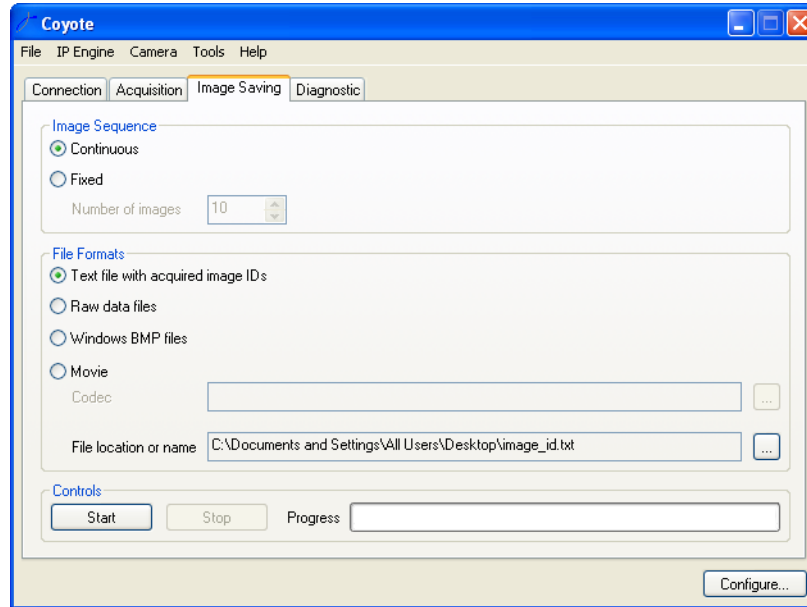 Coyote
File IP Engine Camera Tools Help
Connection Acquisition Image Saving Diagnostic
Image Sequence
Continuous
Fixed
Number of images 10
File Formats
Text file with acquired image IDs
Raw data files
Windows BMP files
Movie
Codec ...
File location or name C:\Documents and Settings\All Users\Desktop\image_id.txt ...
Controls
Start Stop Progress
Configure...